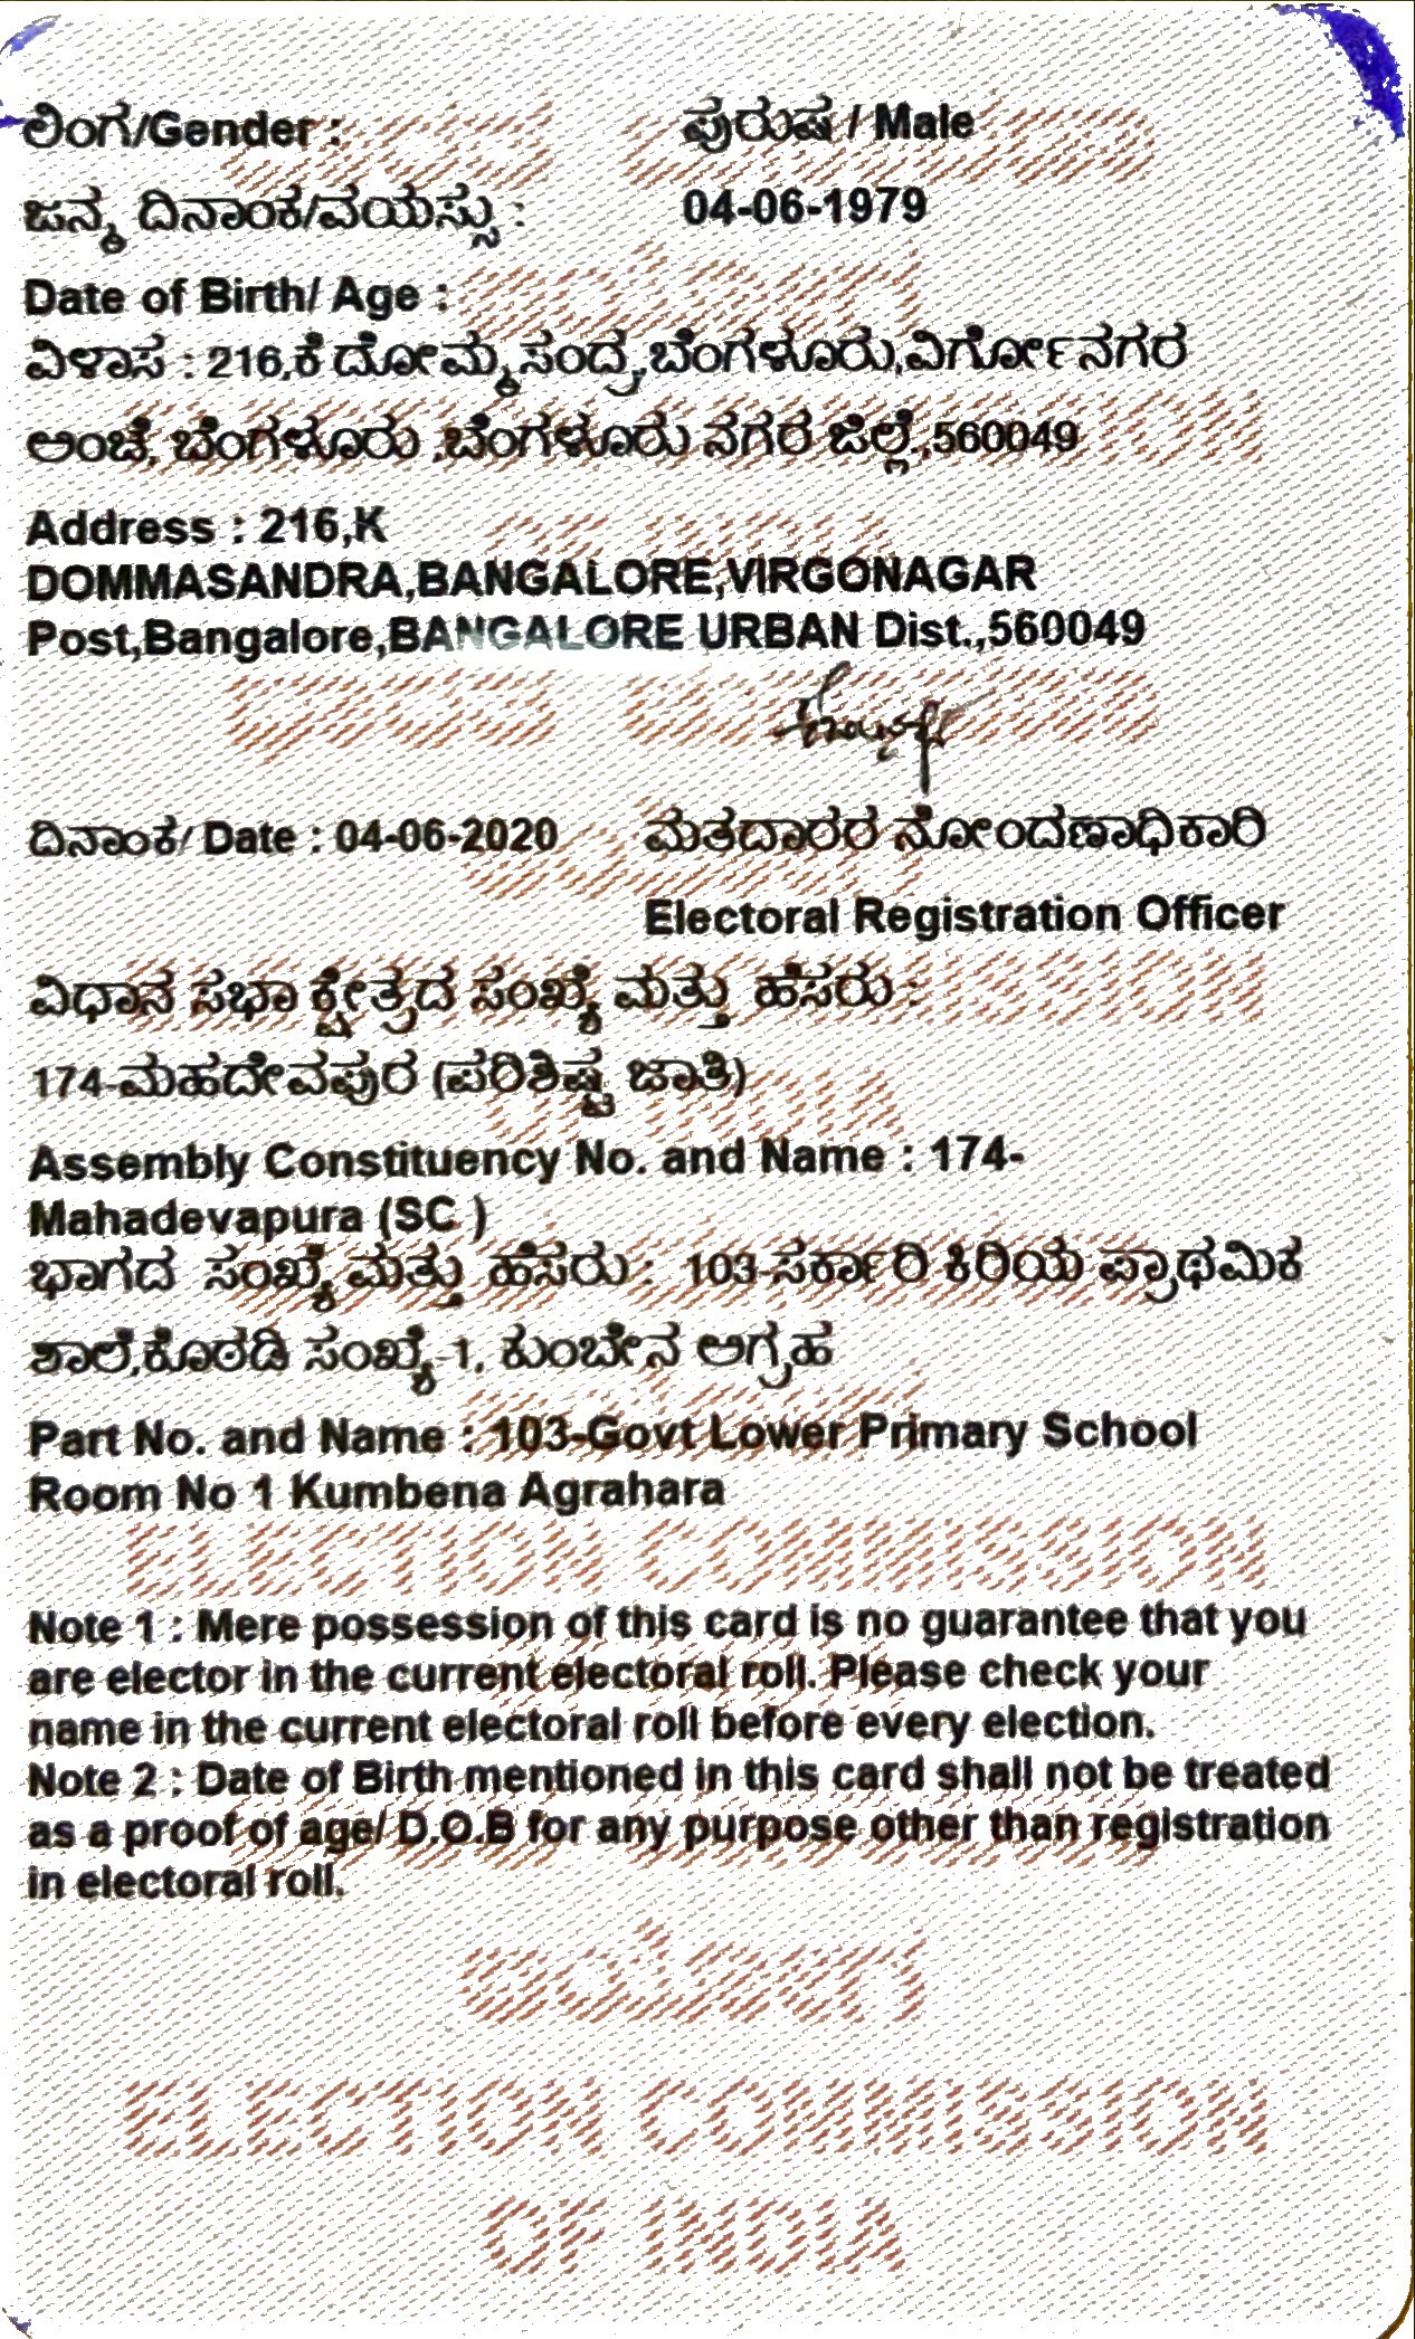 ಲಿಂಗ/Gender : ಪುರುಷ / Male
ಜನ್ಮ ದಿನಾಂಕ/ವಯಸ್ಸು : 04-06-1979
Date of Birth/ Age :
ವಿಳಾಸ : 216,ಕೆ ದೋಮ್ಮಸಂದ್ರ,ಬೆಂಗಳೂರು,ವಿರ್ಗೋನಗರ
ಅಂಚೆ, ಬೆಂಗಳೂರು ,ಬೆಂಗಳೂರು ನಗರ ಜಿಲ್ಲೆ,560049
Address : 216,K
DOMMASANDRA,BANGALORE,VIRGONAGAR
Post,Bangalore,BANGALORE URBAN Dist.,560049
ದಿನಾಂಕ/ Date : 04-06-2020 ಮತದಾರರ ನೋಂದಣಾಧಿಕಾರಿ
Electoral Registration Officer
ವಿಧಾನ ಸಭಾ ಕ್ಷೇತ್ರದ ಸಂಖ್ಯೆ ಮತ್ತು ಹೆಸರು :
174-ಮಹದೇವಪುರ (ಪರಿಶಿಷ್ಟ ಜಾತಿ)
Assembly Constituency No. and Name : 174-
Mahadevapura (SC )
ಭಾಗದ ಸಂಖ್ಯೆ ಮತ್ತು ಹೆಸರು : 103-ಸರ್ಕಾರಿ ಕಿರಿಯ ಪ್ರಾಥಮಿಕ
ಶಾಲೆ,ಕೊಠಡಿ ಸಂಖ್ಯೆ-1, ಕುಂಬೇನ ಅಗ್ರಹ
Part No. and Name : 103-Govt Lower Primary School
Room No 1 Kumbena Agrahara
ELECTION COMMISSION
Note 1 : Mere possession of this card is no guarantee that you
are elector in the current electoral roll. Please check your
name in the current electoral roll before every election.
Note 2 : Date of Birth mentioned in this card shall not be treated
as a proof of age/ D.O.B for any purpose other than registration
in electoral roll.
ಆಯೋಗ
ELECTION COMMISSION
OF INDIA